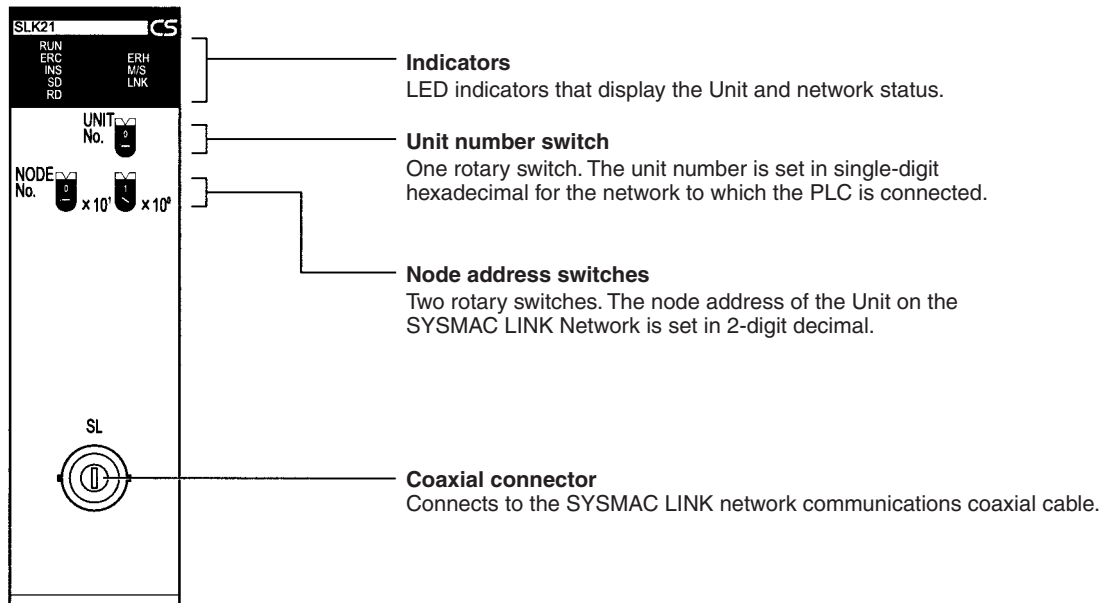 SLK21 CS
RUN
ERC ERH
INS M/S
SD LNK
RD
UNIT
No.
0
NODE
No.
0
×10¹
1
×10⁰
SL
Indicators
LED indicators that display the Unit and network status.
Unit number switch
One rotary switch. The unit number is set in single-digit
hexadecimal for the network to which the PLC is connected.
Node address switches
Two rotary switches. The node address of the Unit on the
SYSMAC LINK Network is set in 2-digit decimal.
Coaxial connector
Connects to the SYSMAC LINK network communications coaxial cable.